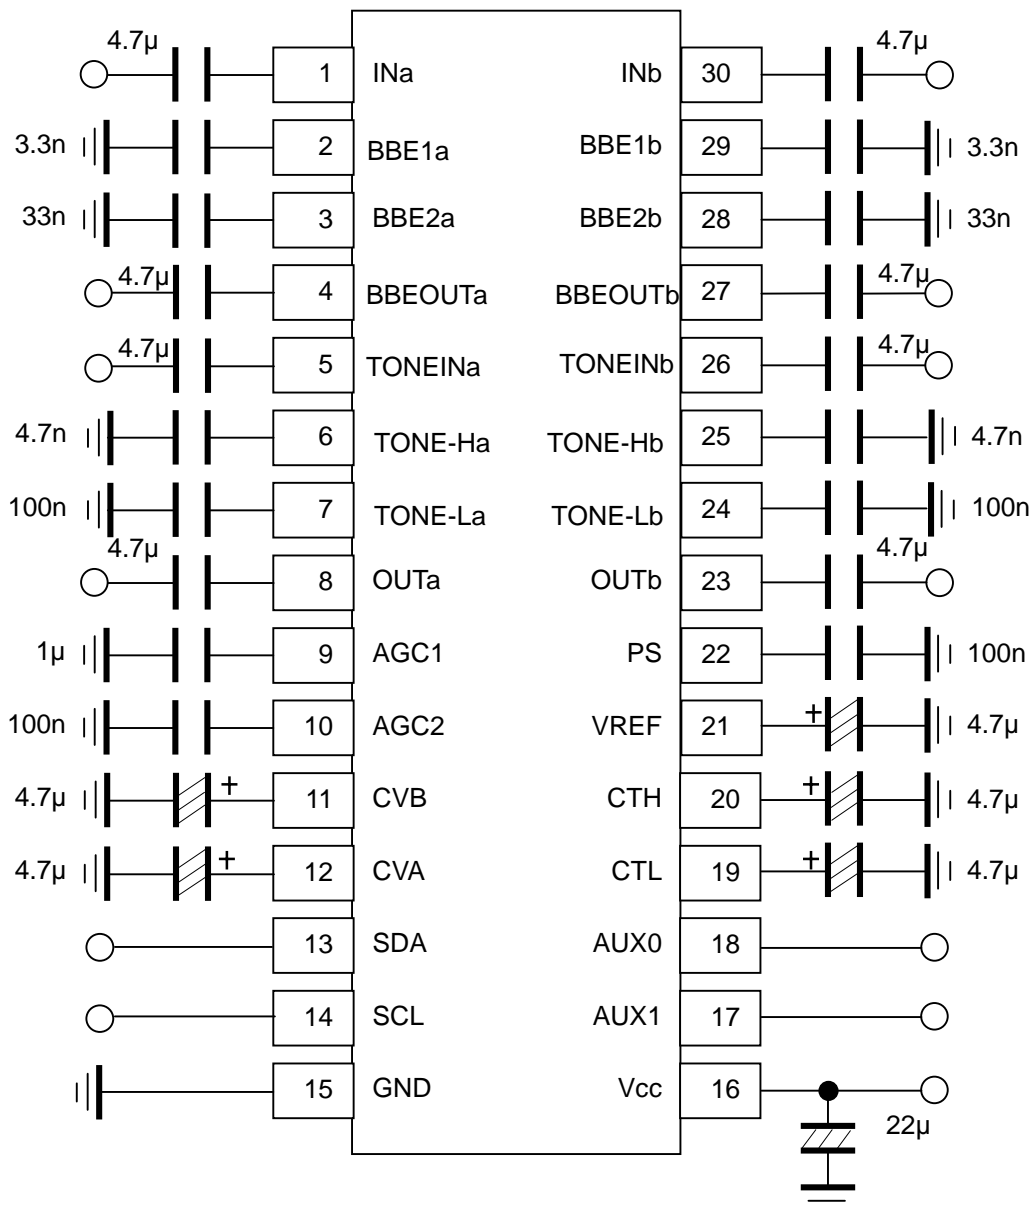 4.7µ 1 INa INb 30 4.7µ
3.3n 2 BBE1a BBE1b 29 3.3n
33n 3 BBE2a BBE2b 28 33n
4.7µ 4 BBEOUTa BBEOUTb 27 4.7µ
4.7µ 5 TONEINa TONEINb 26 4.7µ
4.7n 6 TONE-Ha TONE-Hb 25 4.7n
100n 7 TONE-La TONE-Lb 24 100n
4.7µ 8 OUTa OUTb 23 4.7µ
1µ 9 AGC1 PS 22 100n
100n 10 AGC2 VREF 21 + 4.7µ
4.7µ + 11 CVB CTH 20 + 4.7µ
4.7µ + 12 CVA CTL 19 + 4.7µ
13 SDA AUX0 18
14 SCL AUX1 17
15 GND Vcc 16
22µ